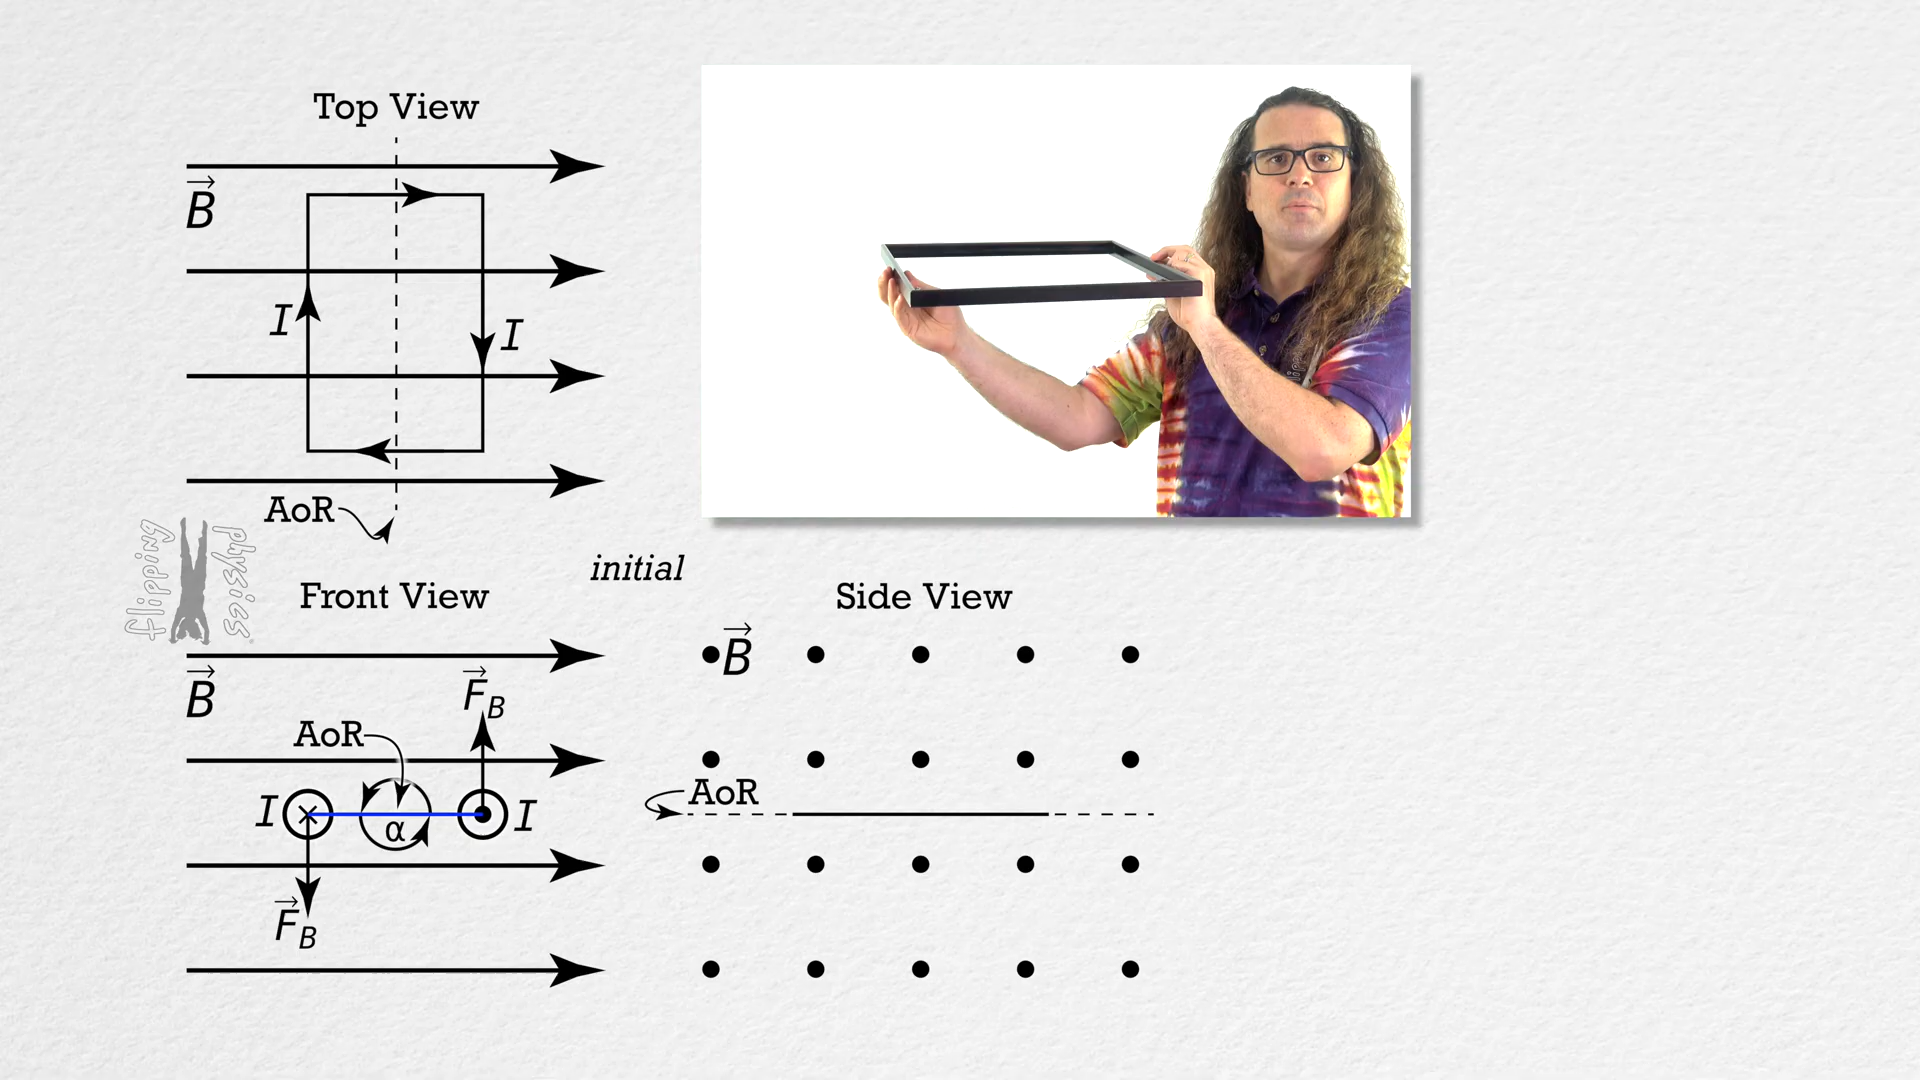 Top View
B
I
I
AoR
flipping physics
initial
Front View
Side View
B
F_B
B
AoR
AoR
I
α
I
F_B